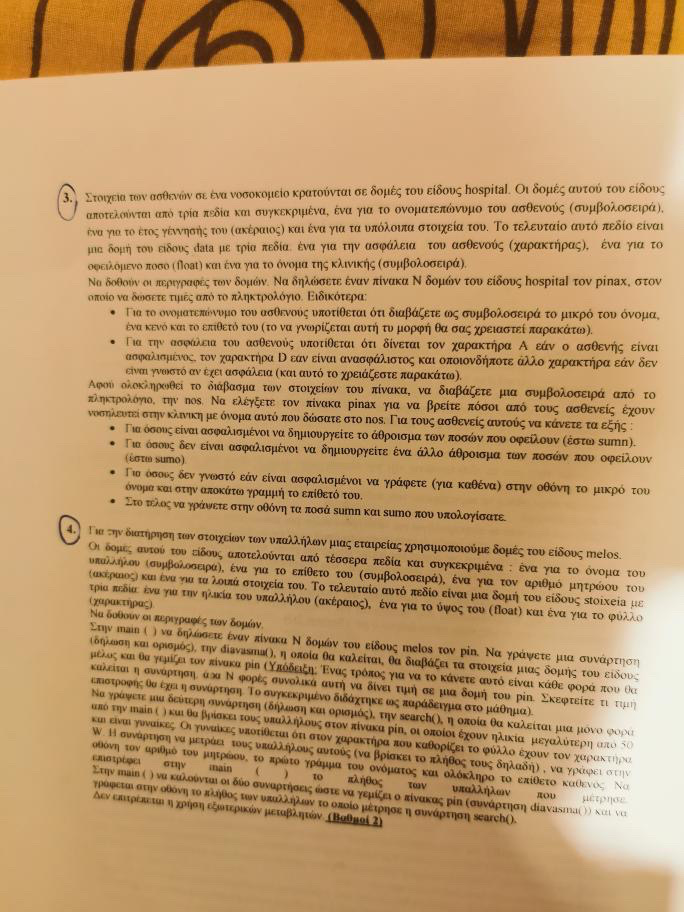 3. Στοιχεία των ασθενών σε ένα νοσοκομείο κρατούνται σε δομές του είδους hospital. Οι δομές αυτού του είδους
αποτελούνται από τρία πεδία και συγκεκριμένα, ένα για το ονοματεπώνυμο του ασθενούς (συμβολοσειρά),
ένα για το έτος γέννησής του (ακέραιος) και ένα για τα υπόλοιπα στοιχεία του. Το τελευταίο αυτό πεδίο είναι
μια δομή του είδους data με τρία πεδία. ένα για την ασφάλεια του ασθενούς (χαρακτήρας), ένα για το
οφειλόμενο ποσο (float) και ένα για το όνομα της κλινικής (συμβολοσειρά).
Να δοθούν οι περιγραφές των δομών. Να δηλώσετε έναν πίνακα N δομών του είδους hospital τον pinax, στον
οποίο να δώσετε τιμές από το πληκτρολόγιο. Ειδικότερα:
• Για το ονοματεπώνυμο του ασθενους υποτίθεται ότι διαβάζετε ως συμβολοσειρά το μικρό του όνομα,
ένα κενό και το επίθετό του (το να γνωρίζεται αυτή τυ μορφή θα σας χρειαστεί παρακάτω).
• Για την ασφάλεια του ασθενούς υποτίθεται ότι δίνεται τον χαρακτήρα A εάν ο ασθενής είναι
ασφαλισμένος, τον χαρακτήρα D εαν είναι ανασφάλιστος και οποιονδήποτε άλλο χαρακτήρα εάν δεν
είναι γνωστό αν έχει ασφάλεια (και αυτό το χρειάζεστε παρακάτω).
Αφού ολοκληρωθεί το διάβασμα των στοιχείων του πίνακα, να διαβάζετε μια συμβολοσειρά από το
πληκτρολόγιο, την nos. Να ελέγξετε τον πίνακα pinax για να βρείτε πόσοι από τους ασθενείς έχουν
νοσηλευτεί στην κλινικη με όνομα αυτό που δώσατε στο nos. Για τους ασθενείς αυτούς να κάνετε τα εξής :
• Για όσους είναι ασφαλισμένοι να δημιουργείτε το άθροισμα των ποσών που οφείλουν (έστω sumn).
• Για όσους δεν είναι ασφαλισμένοι να δημιουργείτε ένα άλλο άθροισμα των ποσών που οφείλουν
(έστω sumo)
• Για όσους δεν γνωστό εάν είναι ασφαλισμένοι να γράφετε (για καθένα) στην οθόνη το μικρό του
όνομα και στην αποκάτω γραμμή το επίθετό του.
• Στο τέλος να γράψετε στην οθόνη τα ποσά sumn και sumo που υπολογίσατε.
4. Για την διατήρηση των στοιχείων των υπαλλήλων μιας εταιρείας χρησιμοποιούμε δομές του είδους melos.
Οι δομές αυτού του είδους αποτελούνται από τέσσερα πεδία και συγκεκριμένα : ένα για το όνομα του
υπαλλήλου (συμβολοσειρά), ένα για το επίθετο του (συμβολοσειρά), ένα για τον αριθμό μητρώου του
(ακέραιος) και ένα για τα λοιπά στοιχεία του. Το τελευταίο αυτό πεδίο είναι μια δομή του είδους stoixeia με
τρία πεδία: ένα για την ηλικία του υπαλλήλου (ακέραιος), ένα για το ύψος του (float) και ένα για το φύλλο
(χαρακτήρας)
Να δοθούν οι περιγραφές των δομών.
Στην main ( ) να δηλώσετε έναν πίνακα N δομών του είδους melos τον pin. Να γράψετε μια συνάρτηση
(δήλωση και ορισμός), την diavasma(), η οποία θα καλείται, θα διαβάζει τα στοιχεία μιας δομής του είδους
μέλος και θα γεμίζει τον πίνακα pin (Υπόδειξη: Ένας τρόπος για να το κάνετε αυτό είναι κάθε φορά που θα
καλείται η συνάρτηση. άρα N φορές συνολικά αυτή να δίνει τιμή σε μια δομή του pin. Σκεφτείτε τι τιμή
επιστροφής θα έχει η συνάρτηση. Το συγκεκριμένο διδάχτηκε ως παράδειγμα στο μάθημα).
Να γράψετε μια δεύτερη συνάρτηση (δήλωση και ορισμός), την search(), η οποία θα καλείται μια μόνο φορά
από την main ( ) και θα βρίσκει τους υπαλλήλους στον πίνακα pin, οι οποίοι έχουν ηλικία μεγαλύτερη από 50
και είναι γυναίκες. Οι γυναίκες υποτίθεται ότι στον χαρακτήρα που καθορίζει το φύλλο έχουν τον χαρακτήρα
W. Η συνάρτηση να μετράει τους υπαλλήλους αυτούς (να βρίσκει το πλήθος τους δηλαδή) , να γράφει στην
οθόνη τον αριθμό του μητρώου, το πρώτο γράμμα του ονόματος και ολόκληρο το επίθετο καθενός. Να
επιστρέφει στην main ( ) το πλήθος των υπαλλήλων που μέτρησε.
Στην main ( ) να καλούνται οι δύο συναρτήσεις ώστε να γεμίζει ο πίνακας pin (συνάρτηση diavasma()) και να
γράφεται στην οθόνη το πλήθος των υπαλλήλων το οποίο μέτρησε η συνάρτηση search().
Δεν επιτρέπεται η χρήση εξωτερικών μεταβλητών. (Βαθμοί 2)